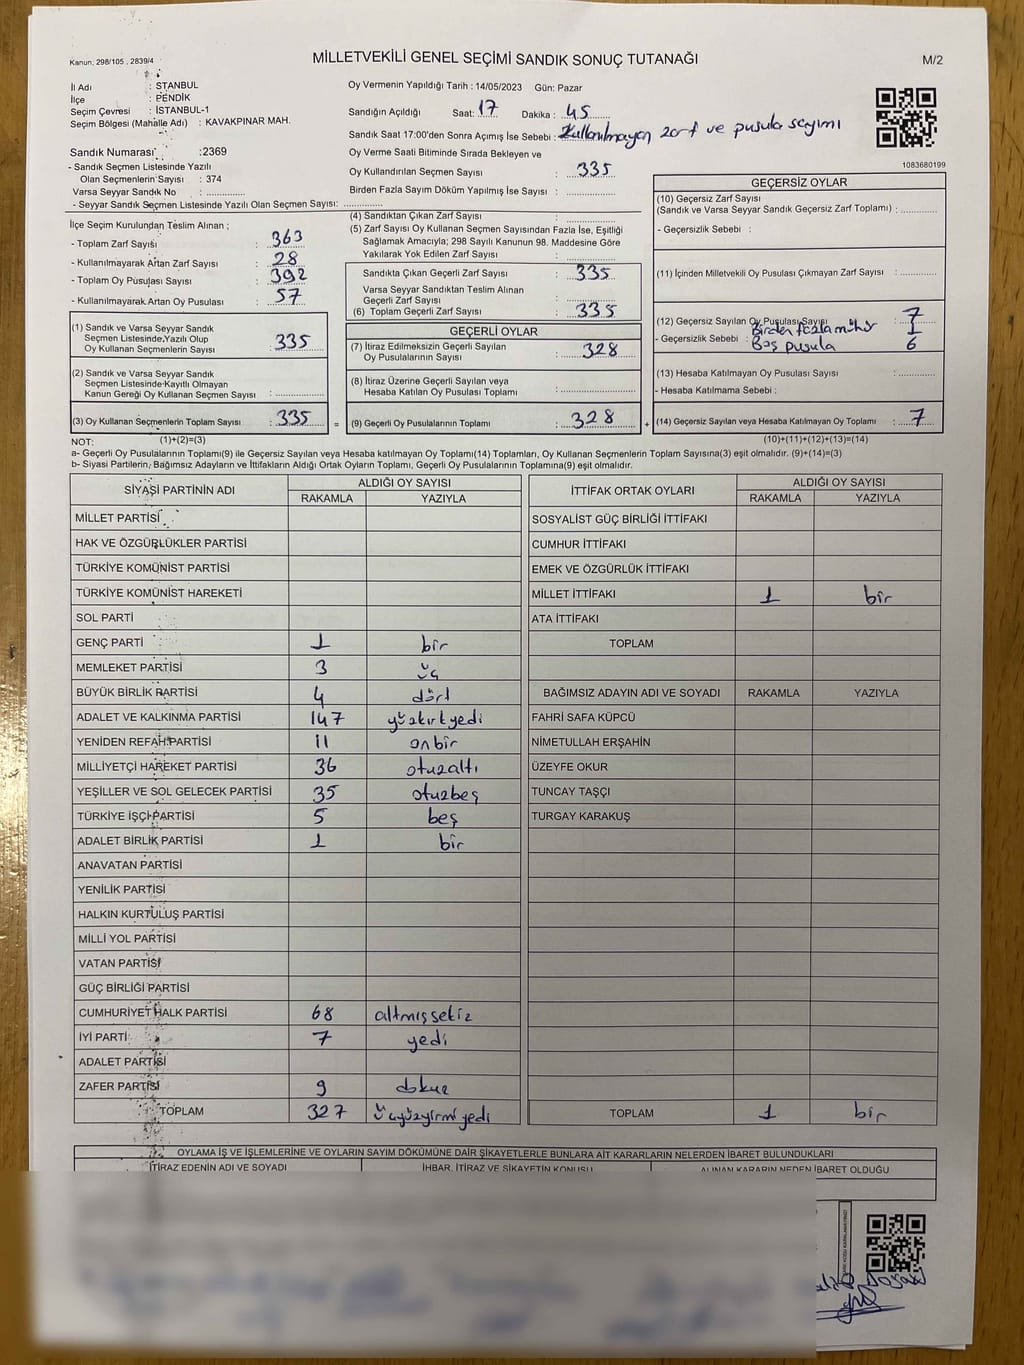 Kanun; 298/105 , 2839/4
MİLLETVEKİLİ GENEL SEÇİMİ SANDIK SONUÇ TUTANAĞI
M/2
İl Adı : İSTANBUL
İlçe : PENDİK
Seçim Çevresi : İSTANBUL-1
Seçim Bölgesi (Mahalle Adı) : KAVAKPINAR MAH.
Sandık Numarası :2369
- Sandık Seçmen Listesinde Yazılı
Olan Seçmenlerin Sayısı : 374
Varsa Seyyar Sandık No : ..............
- Seyyar Sandık Seçmen Listesinde Yazılı Olan Seçmen Sayısı: ..............
Oy Vermenin Yapıldığı Tarih : 14/05/2023 Gün: Pazar
Sandığın Açıldığı Saat: 17 Dakika : 45
Sandık Saat 17:00'den Sonra Açımış İse Sebebi : Kullanılmayan zarf ve pusula sayımı
Oy Verme Saati Bitiminde Sırada Bekleyen ve
Oy Kullandırılan Seçmen Sayısı : 335
Birden Fazla Sayım Döküm Yapılmış İse Sayısı : ..............
1083680199
İlçe Seçim Kurulundan Teslim Alınan ;
- Toplam Zarf Sayısı : 363
- Kullanılmayarak Artan Zarf Sayısı : 28
- Toplam Oy Pusulası Sayısı : 392
- Kullanılmayarak Artan Oy Pusulası : 57
(1) Sandık ve Varsa Seyyar Sandık
Seçmen Listesinde Yazılı Olup
Oy Kullanan Seçmenlerin Sayısı : 335
(2) Sandık ve Varsa Seyyar Sandık
Seçmen Listesinde Kayıtlı Olmayan
Kanun Gereği Oy Kullanan Seçmen Sayısı : ..............
(3) Oy Kullanan Seçmenlerin Toplam Sayısı : 335
(1)+(2)=(3)
(4) Sandıktan Çıkan Zarf Sayısı : ..............
(5) Zarf Sayısı Oy Kullanan Seçmen Sayısından Fazla İse, Eşitliği
Sağlamak Amacıyla; 298 Sayılı Kanunun 98. Maddesine Göre
Yakılarak Yok Edilen Zarf Sayısı : ..............
Sandıkta Çıkan Geçerli Zarf Sayısı : 335
Varsa Seyyar Sandıktan Teslim Alınan
Geçerli Zarf Sayısı : ..............
(6) Toplam Geçerli Zarf Sayısı : 335
GEÇERLİ OYLAR
(7) İtiraz Edilmeksizin Geçerli Sayılan
Oy Pusulalarının Sayısı : 328
(8) İtiraz Üzerine Geçerli Sayılan veya
Hesaba Katılan Oy Pusulası Toplamı : ..............
= (9) Geçerli Oy Pusulalarının Toplamı : 328
GEÇERSİZ OYLAR
(10) Geçersiz Zarf Sayısı
(Sandık ve Varsa Seyyar Sandık Geçersiz Zarf Toplamı) : ..............
- Geçersizlik Sebebi :
(11) İçinden Milletvekili Oy Pusulası Çıkmayan Zarf Sayısı : ..............
(12) Geçersiz Sayılan Oy Pusulası Sayısı 7
Birden fazla mühür 1
- Geçersizlik Sebebi : Boş pusula 6
(13) Hesaba Katılmayan Oy Pusulası Sayısı : ..............
- Hesaba Katılmama Sebebi :
+ (14) Geçersiz Sayılan veya Hesaba Katılmayan Oy Toplamı : 7
(10)+(11)+(12)+(13)=(14)
NOT:
a- Geçerli Oy Pusulalarının Toplamı(9) ile Geçersiz Sayılan veya Hesaba katılmayan Oy Toplamı(14) Toplamları, Oy Kullanan Seçmenlerin Toplam Sayısına(3) eşit olmalıdır. (9)+(14)=(3)
b- Siyasi Partilerin, Bağımsız Adayların ve İttifakların Aldığı Ortak Oyların Toplamı, Geçerli Oy Pusulalarının Toplamına(9) eşit olmalıdır.
SİYASİ PARTİNİN ADI ALDIĞI OY SAYISI
RAKAMLA YAZIYLA
MİLLET PARTİSİ
HAK VE ÖZGÜRLÜKLER PARTİSİ
TÜRKİYE KOMÜNİST PARTİSİ
TÜRKİYE KOMÜNİST HAREKETİ
SOL PARTİ
GENÇ PARTİ 1 bir
MEMLEKET PARTİSİ 3 üç
BÜYÜK BİRLİK PARTİSİ 4 dört
ADALET VE KALKINMA PARTİSİ 147 yüzkırkyedi
YENİDEN REFAH PARTİSİ 11 onbir
MİLLİYETÇİ HAREKET PARTİSİ 36 otuzaltı
YEŞİLLER VE SOL GELECEK PARTİSİ 35 otuzbeş
TÜRKİYE İŞÇİ PARTİSİ 5 beş
ADALET BİRLİK PARTİSİ 1 bir
ANAVATAN PARTİSİ
YENİLİK PARTİSİ
HALKIN KURTULUŞ PARTİSİ
MİLLİ YOL PARTİSİ
VATAN PARTİSİ
GÜÇ BİRLİĞİ PARTİSİ
CUMHURİYET HALK PARTİSİ 68 altmışsekiz
İYİ PARTİ 7 yedi
ADALET PARTİSİ
ZAFER PARTİSİ 9 dokuz
TOPLAM 327 üçyüzyirmiyedi
İTTİFAK ORTAK OYLARI ALDIĞI OY SAYISI
RAKAMLA YAZIYLA
SOSYALİST GÜÇ BİRLİĞİ İTTİFAKI
CUMHUR İTTİFAKI
EMEK VE ÖZGÜRLÜK İTTİFAKI
MİLLET İTTİFAKI 1 bir
ATA İTTİFAKI
TOPLAM
BAĞIMSIZ ADAYIN ADI VE SOYADI RAKAMLA YAZIYLA
FAHRİ SAFA KÜPCÜ
NİMETULLAH ERŞAHİN
ÜZEYFE OKUR
TUNCAY TAŞÇI
TURGAY KARAKUŞ
TOPLAM 1 bir
OYLAMA İŞ VE İŞLEMLERİNE VE OYLARIN SAYIM DÖKÜMÜNE DAİR ŞİKAYETLERLE BUNLARA AİT KARARLARIN NELERDEN İBARET BULUNDUKLARI
İTİRAZ EDENİN ADI VE SOYADI İHBAR, İTİRAZ VE ŞİKAYETİN KONUSU ALINAN KARARIN NEDEN İBARET OLDUĞU